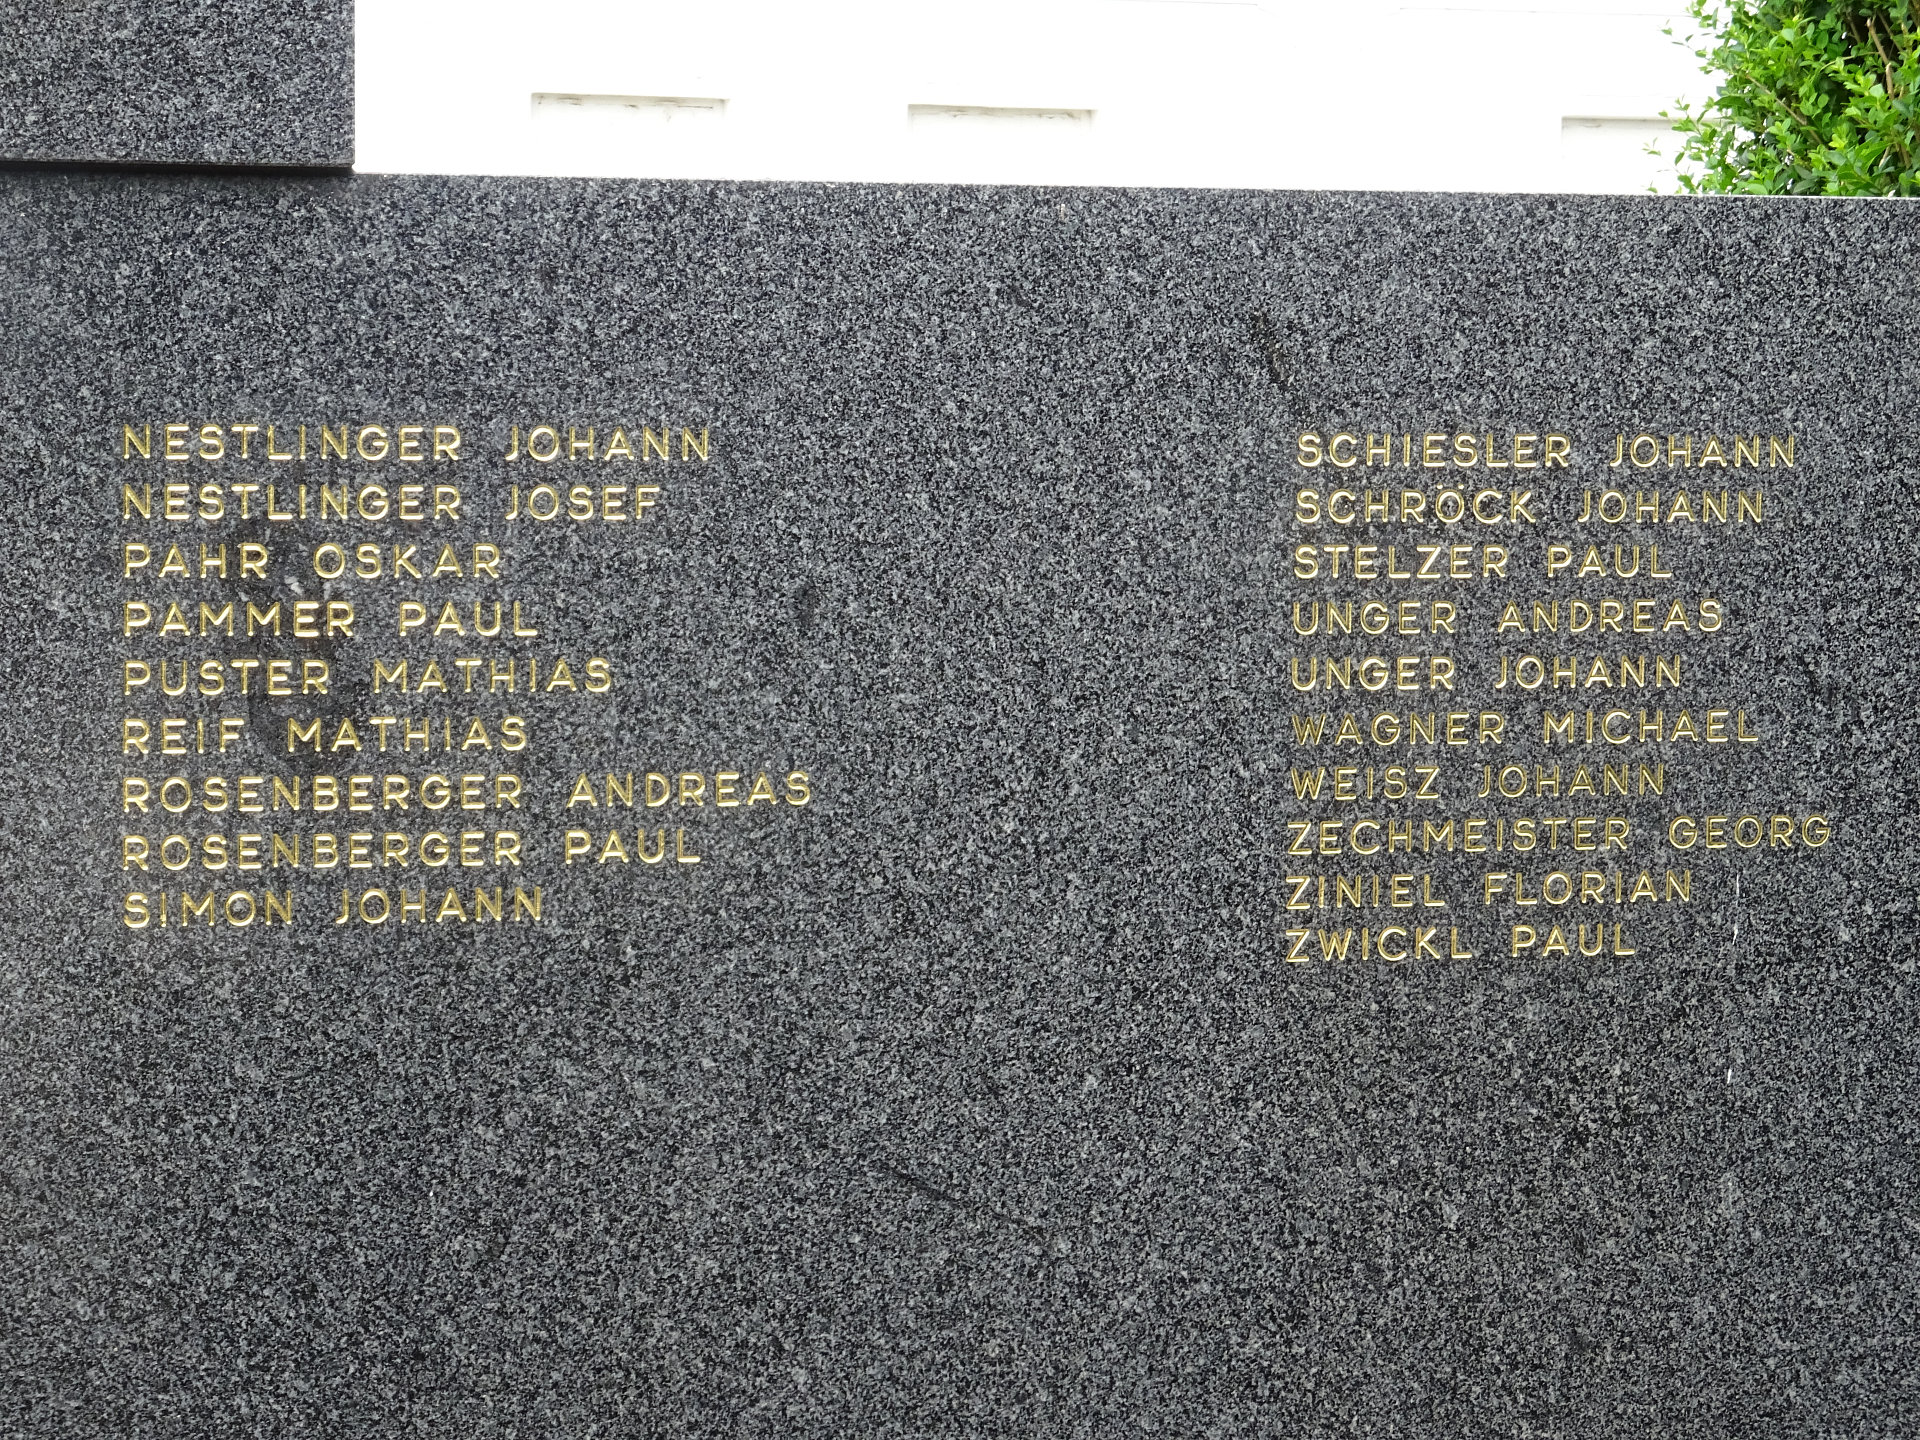 NESTLINGER JOHANN
NESTLINGER JOSEF
PAHR OSKAR
PAMMER PAUL
PUSTER MATHIAS
REIF MATHIAS
ROSENBERGER ANDREAS
ROSENBERGER PAUL
SIMON JOHANN
SCHIESLER JOHANN
SCHRÖCK JOHANN
STELZER PAUL
UNGER ANDREAS
UNGER JOHANN
WAGNER MICHAEL
WEISZ JOHANN
ZECHMEISTER GEORG
ZINIEL FLORIAN
ZWICKL PAUL